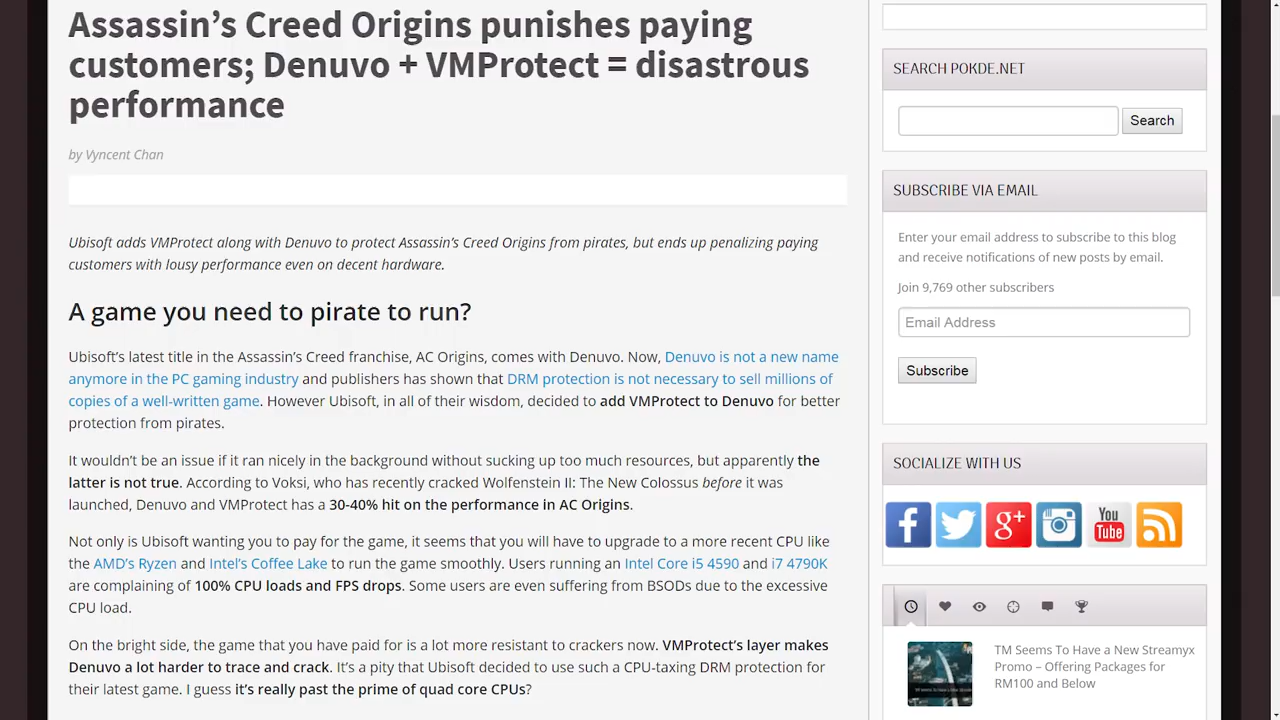 Assassin's Creed Origins punishes paying
customers; Denuvo + VMProtect = disastrous
performance
by Vyncent Chan
Ubisoft adds VMProtect along with Denuvo to protect Assassin's Creed Origins from pirates, but ends up penalizing paying
customers with lousy performance even on decent hardware.
A game you need to pirate to run?
Ubisoft's latest title in the Assassin's Creed franchise, AC Origins, comes with Denuvo. Now, Denuvo is not a new name
anymore in the PC gaming industry and publishers has shown that DRM protection is not necessary to sell millions of
copies of a well-written game. However Ubisoft, in all of their wisdom, decided to add VMProtect to Denuvo for better
protection from pirates.
It wouldn't be an issue if it ran nicely in the background without sucking up too much resources, but apparently the
latter is not true. According to Voksi, who has recently cracked Wolfenstein II: The New Colossus before it was
launched, Denuvo and VMProtect has a 30-40% hit on the performance in AC Origins.
Not only is Ubisoft wanting you to pay for the game, it seems that you will have to upgrade to a more recent CPU like
the AMD's Ryzen and Intel's Coffee Lake to run the game smoothly. Users running an Intel Core i5 4590 and i7 4790K
are complaining of 100% CPU loads and FPS drops. Some users are even suffering from BSODs due to the excessive
CPU load.
On the bright side, the game that you have paid for is a lot more resistant to crackers now. VMProtect's layer makes
Denuvo a lot harder to trace and crack. It's a pity that Ubisoft decided to use such a CPU-taxing DRM protection for
their latest game. I guess it's really past the prime of quad core CPUs?
SEARCH POKDE.NET
Search
SUBSCRIBE VIA EMAIL
Enter your email address to subscribe to this blog
and receive notifications of new posts by email.
Join 9,769 other subscribers
Email Address
Subscribe
SOCIALIZE WITH US
f
g+
You
Tube
TM Seems To Have a New Streamyx
Promo – Offering Packages for
RM100 and Below